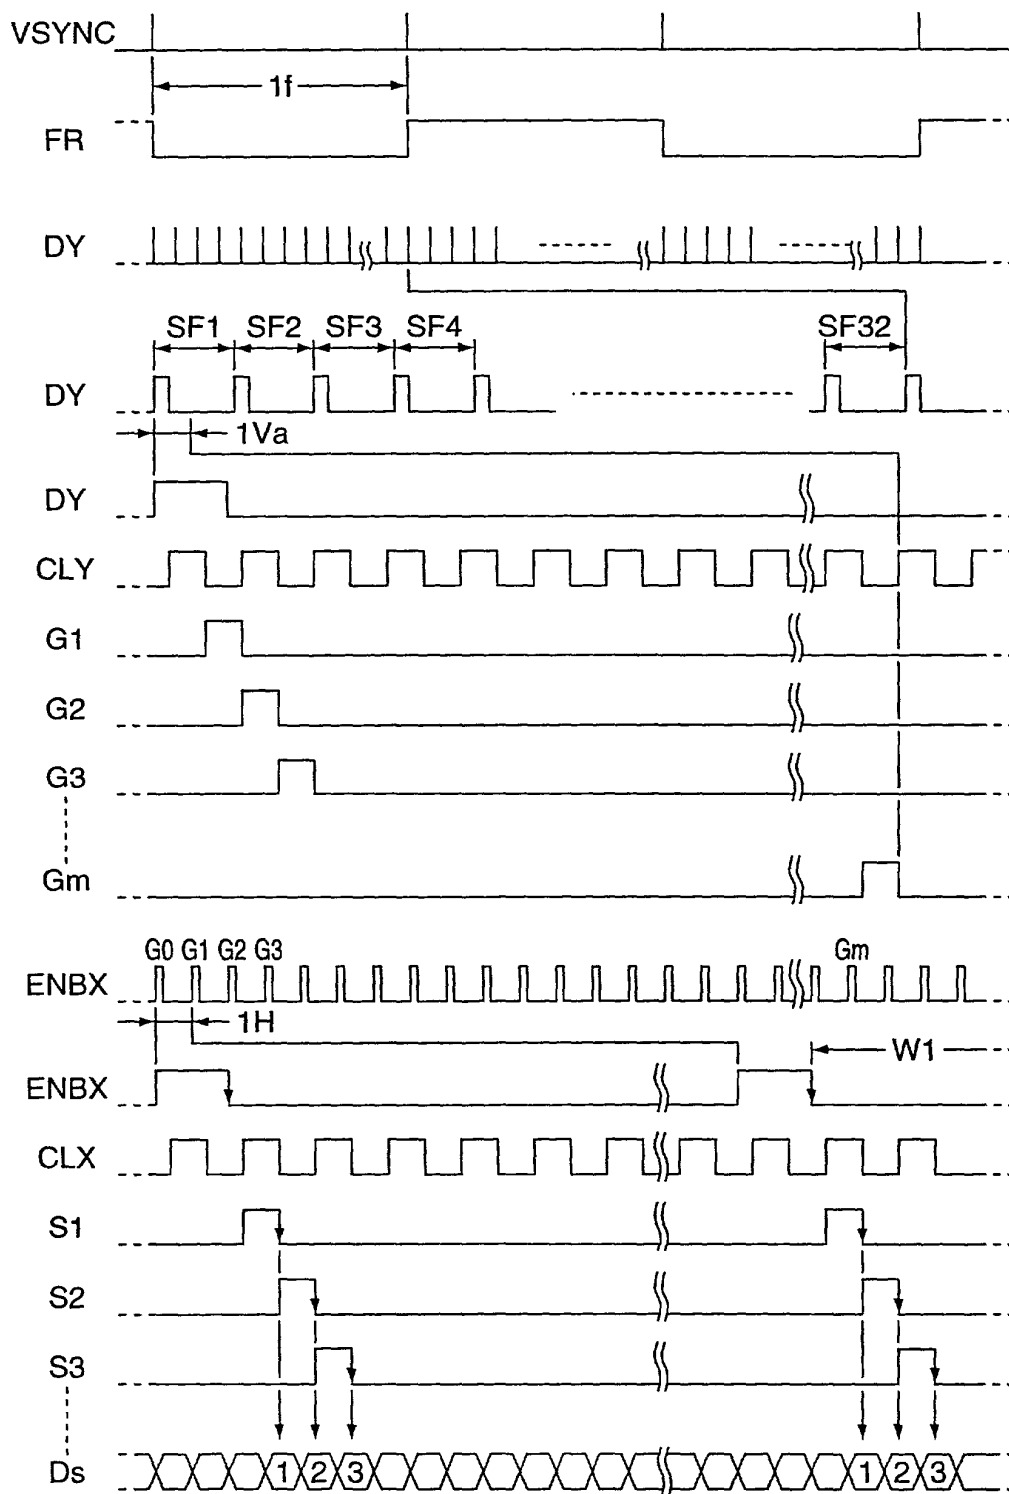 VSYNC
1f
FR
DY
SF1 SF2 SF3 SF4 SF32
DY
1Va
DY
CLY
G1
G2
G3
Gm
G0 G1 G2 G3 Gm
ENBX
1H W1
ENBX
CLX
S1
S2
S3
Ds 1 2 3 1 2 3